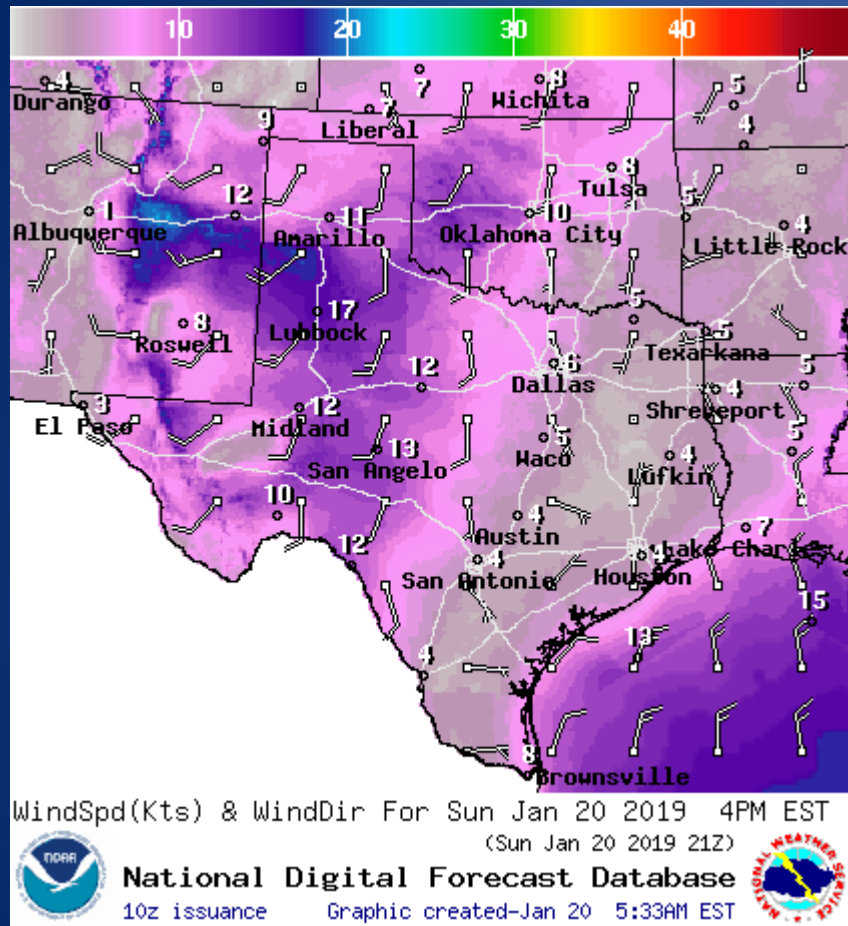 10 20 30 40
4 7 8 5
Durango Wichita
7
Liberal
9 4
8
Tulsa
1 12 11 10 5 4
Albuquerque Amarillo Oklahoma City Little Rock
8 17 5
Roswell Lubbock Texarkana 5
12 6 5
Dallas 4
3 12 Shreveport
El Paso Midland 5 5
13 Waco 4
San Angelo Lufkin
10 4 7
Austin Lake Charles
12 4
San Antonio Houston
15
4
8
Brownsville
WindSpd(Kts) & WindDir For Sun Jan 20 2019 4PM EST
(Sun Jan 20 2019 21Z)
NOAA
National Digital Forecast Database
10z issuance Graphic created-Jan 20 5:33AM EST
NATIONAL WEATHER SERVICE